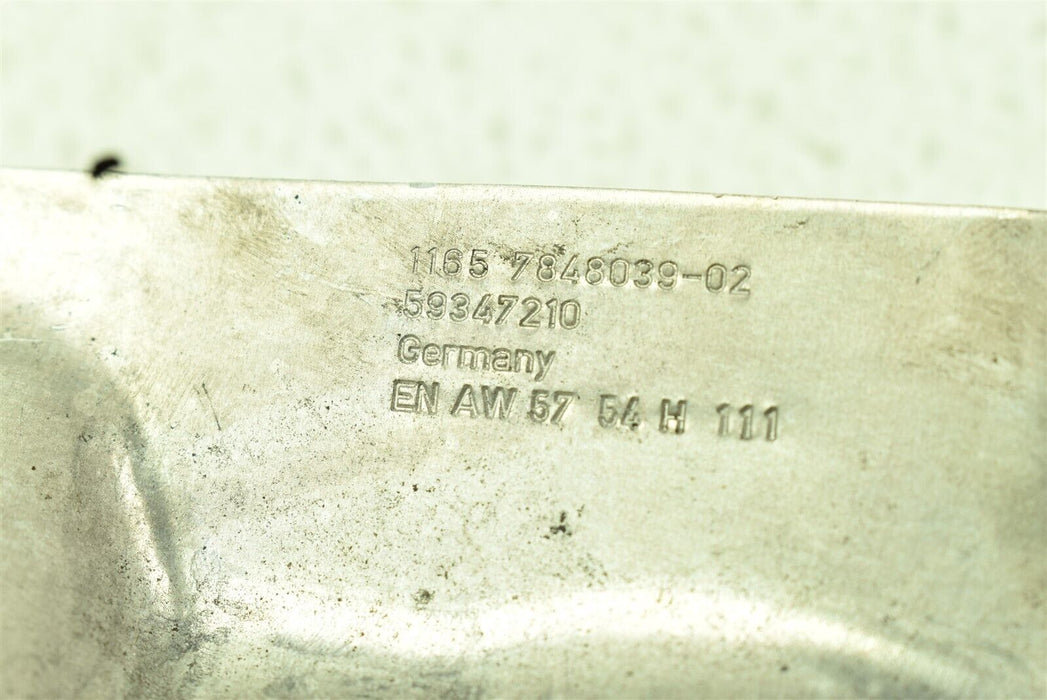 1165 7848039-02
59347210
Germany
EN AW 57 54 H 111